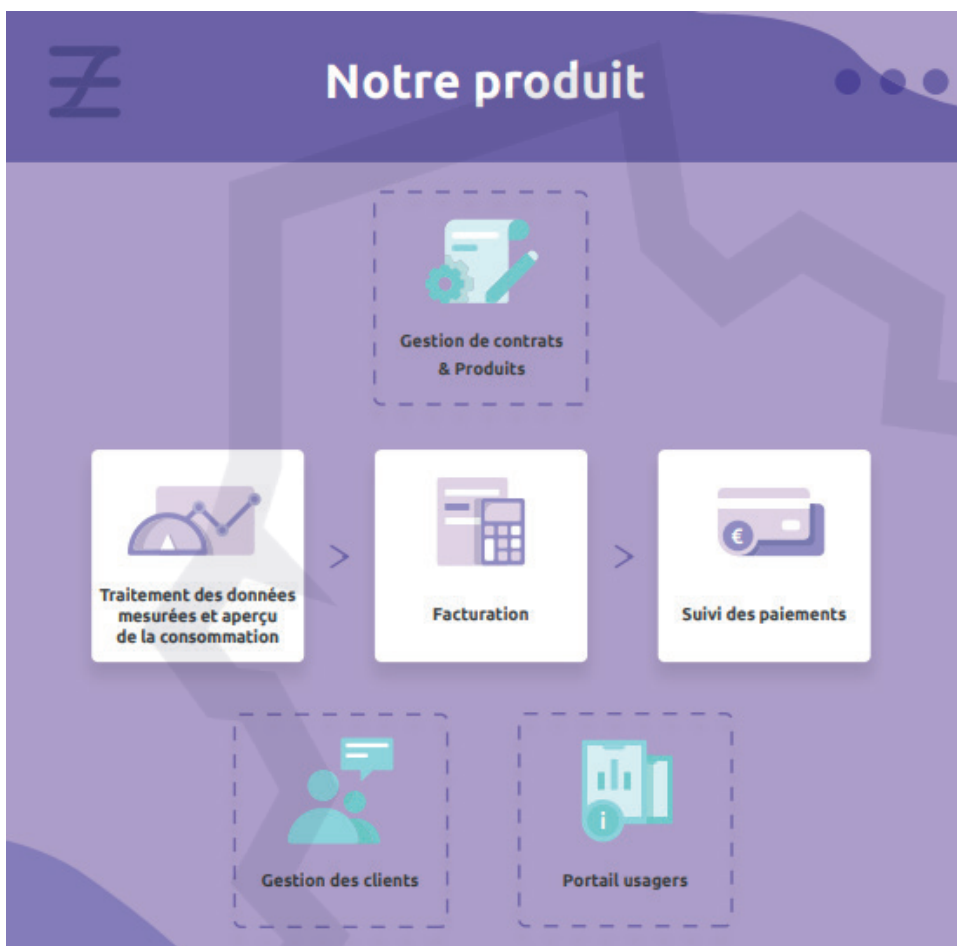 Notre produit
Gestion de contrats
& Produits
Traitement des données
mesurées et aperçu
de la consommation
>
Facturation
>
€
Suivi des paiements
Gestion des clients
i
Portail usagers